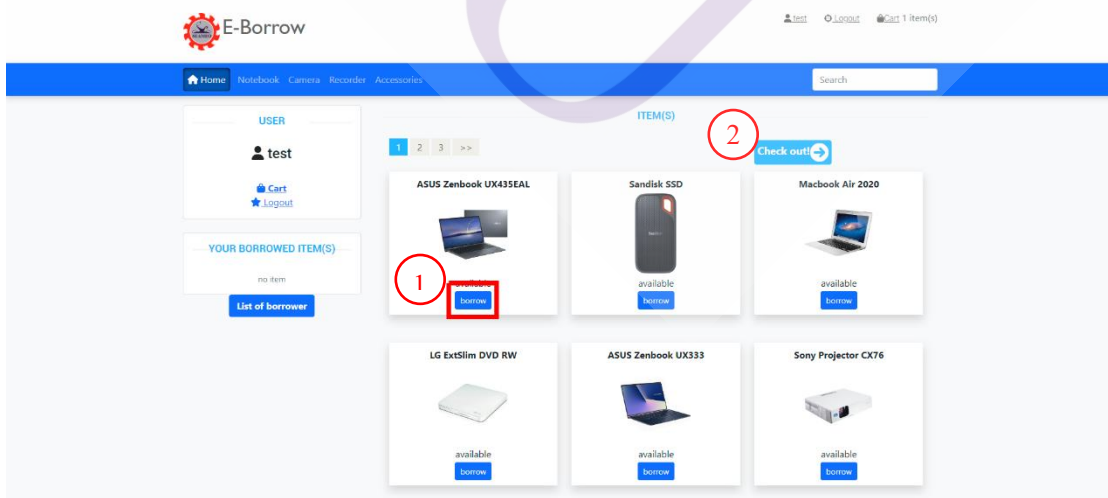 E-Borrow
test Logout Cart 1 item(s)
Home Notebook Camera Recorder Accessories
Search
USER
test
Cart
Logout
YOUR BORROWED ITEM(S)
no item
List of borrower
ITEM(S)
1 2 3 >>
2
Check out!
ASUS Zenbook UX435EAL
available
1
borrow
Sandisk SSD
available
borrow
Macbook Air 2020
available
borrow
LG ExtSlim DVD RW
available
borrow
ASUS Zenbook UX333
available
borrow
Sony Projector CX76
available
borrow